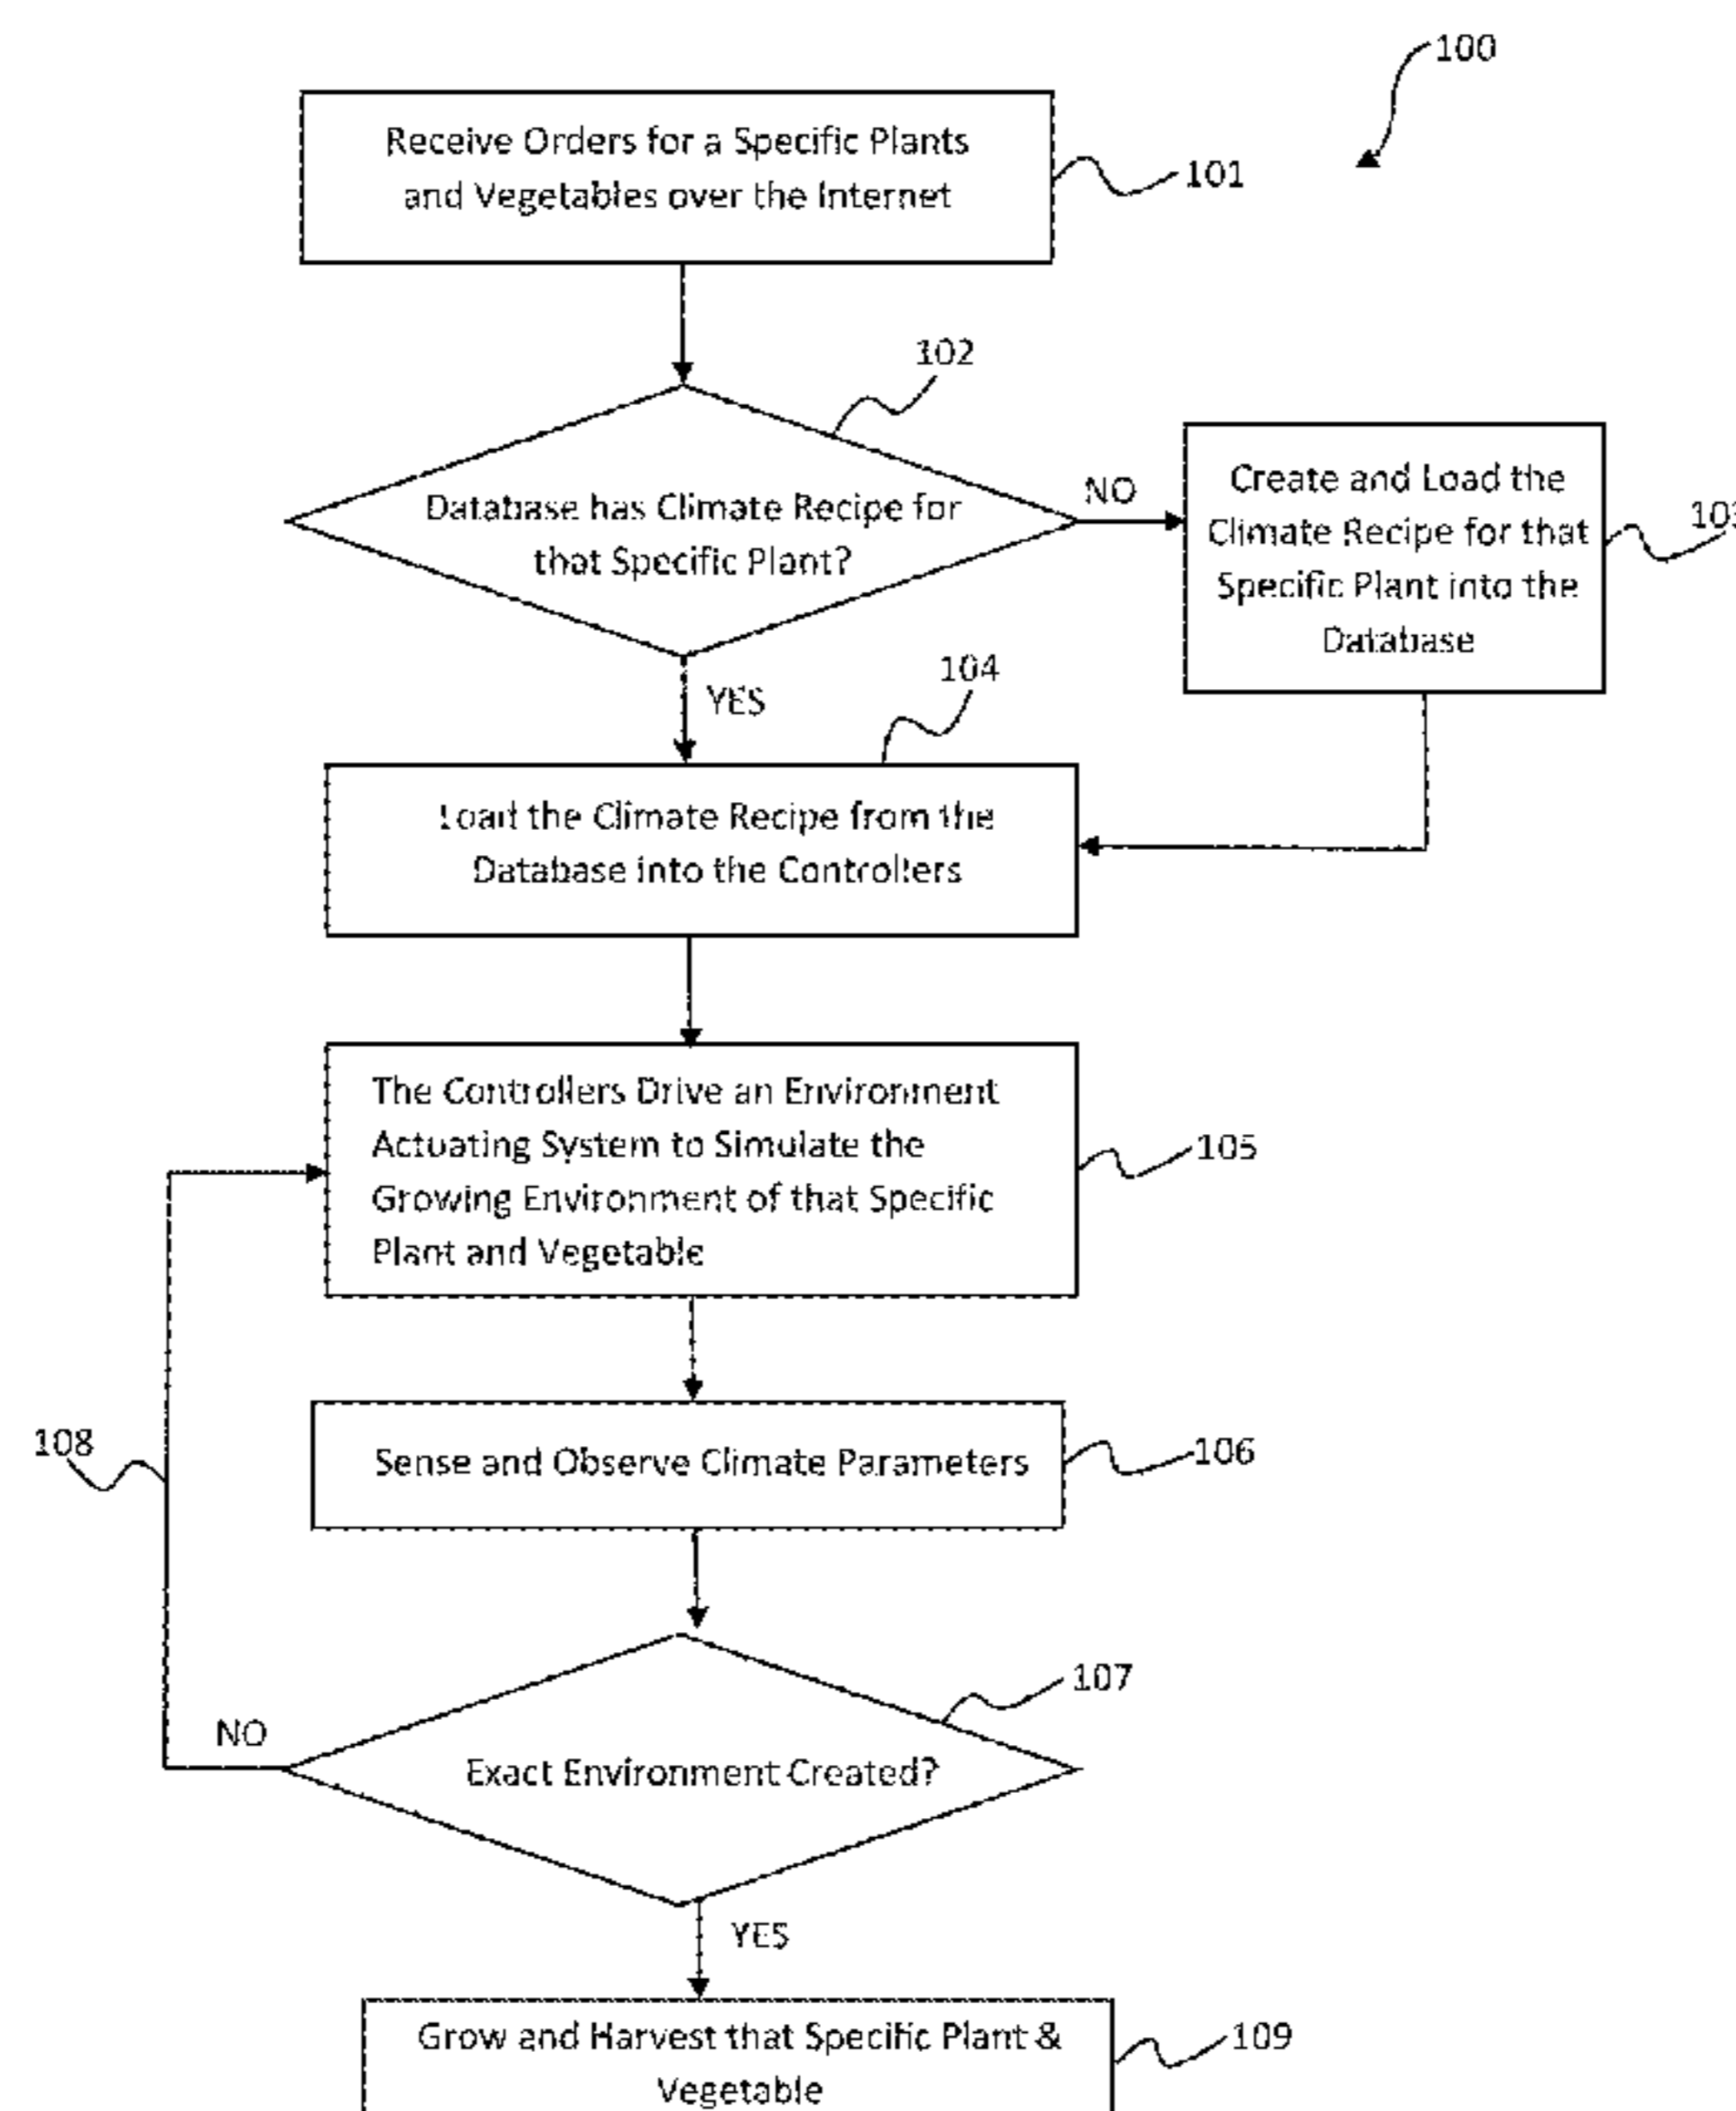 100
Receive Orders for a Specific Plants
and Vegetables over the Internet
101
102
Database has Climate Recipe for
that Specific Plant?
NO
Create and Load the
Climate Recipe for that
Specific Plant into the
Database
YES
104
Load the Climate Recipe from the
Database into the Controllers
The Controllers Drive an Environment
Actuating System to Simulate the
Growing Environment of that Specific
Plant and Vegetable
105
108
Sense and Observe Climate Parameters
106
107
NO
Exact Environment Created?
YES
Grow and Harvest that Specific Plant &
Vegetable
109